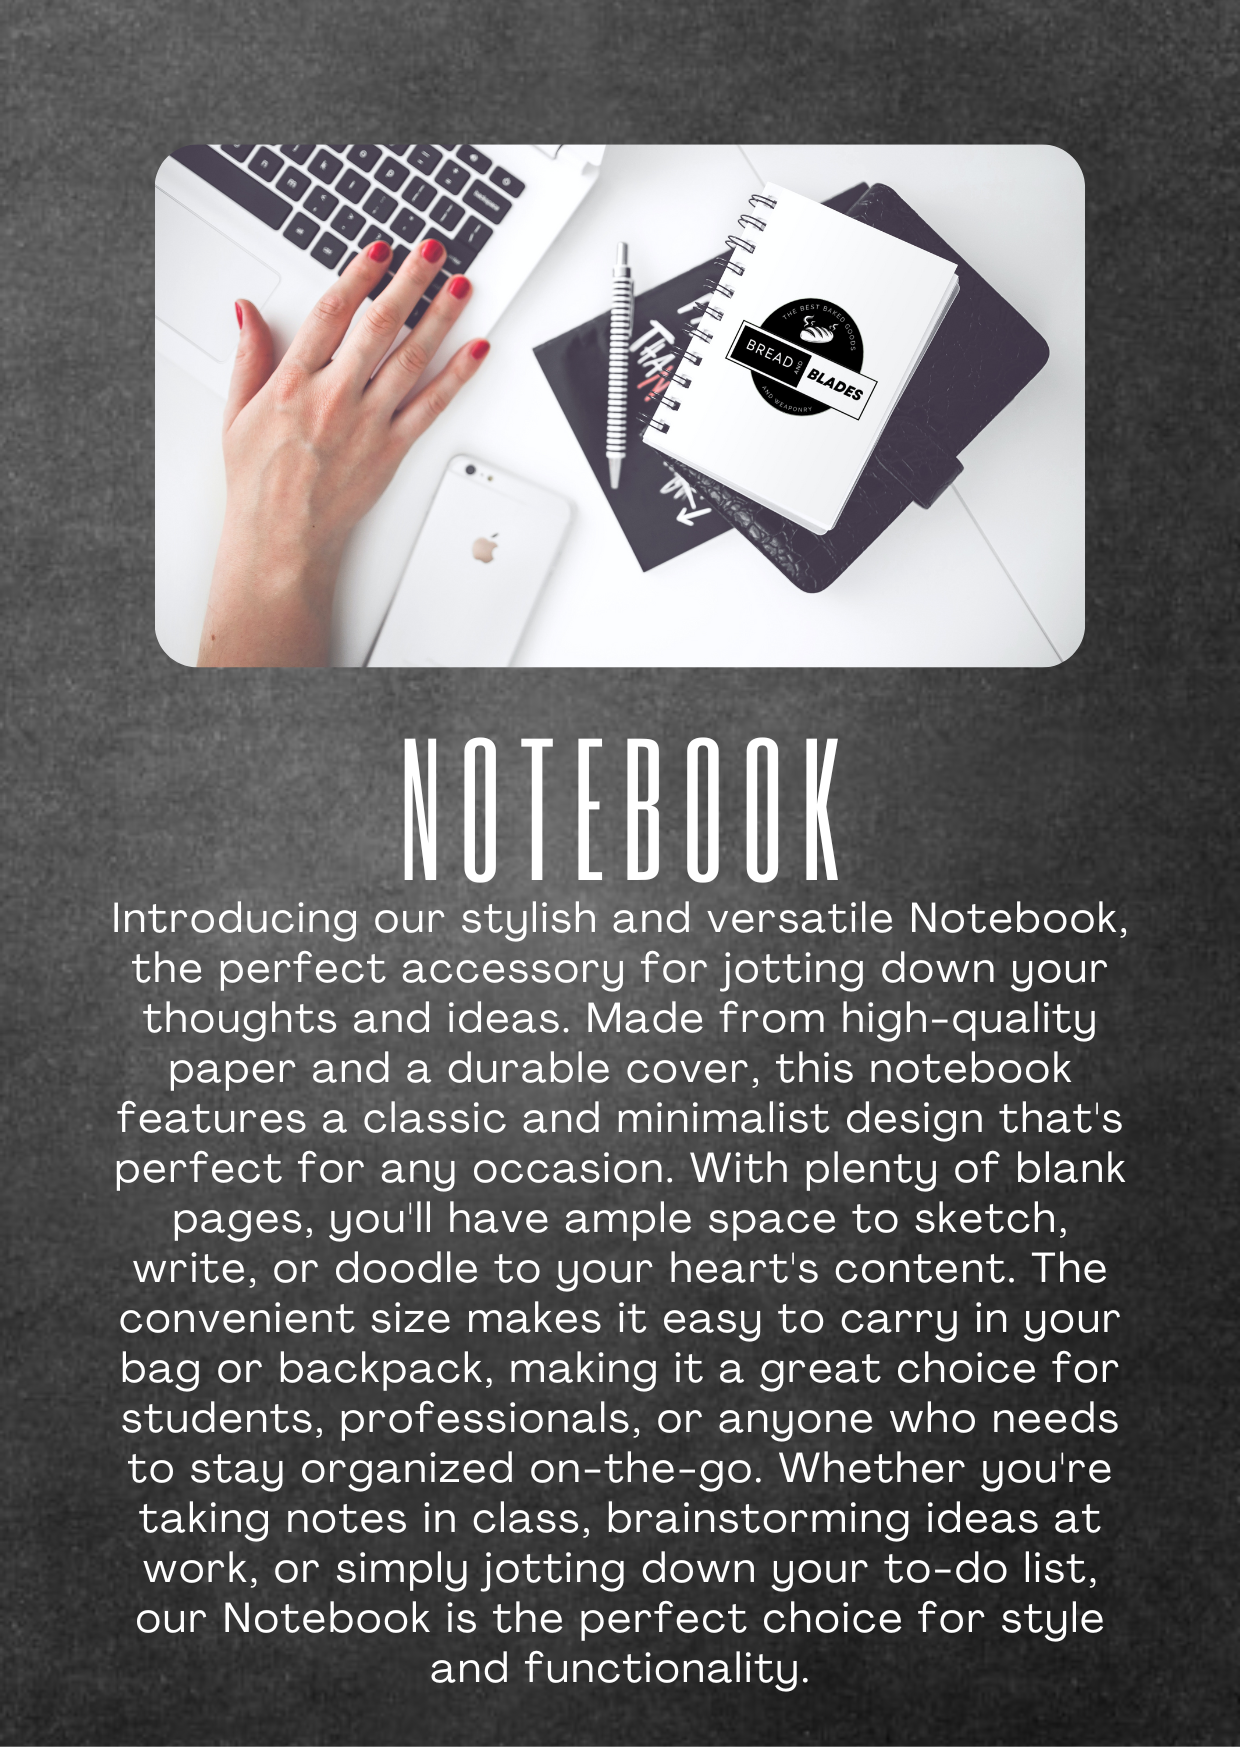 THE BEST BAKED GOODS
BREAD AND BLADES
AND WEAPONRY
backspace
NOTEBOOK
Introducing our stylish and versatile Notebook,
the perfect accessory for jotting down your
thoughts and ideas. Made from high-quality
paper and a durable cover, this notebook
features a classic and minimalist design that's
perfect for any occasion. With plenty of blank
pages, you'll have ample space to sketch,
write, or doodle to your heart's content. The
convenient size makes it easy to carry in your
bag or backpack, making it a great choice for
students, professionals, or anyone who needs
to stay organized on-the-go. Whether you're
taking notes in class, brainstorming ideas at
work, or simply jotting down your to-do list,
our Notebook is the perfect choice for style
and functionality.